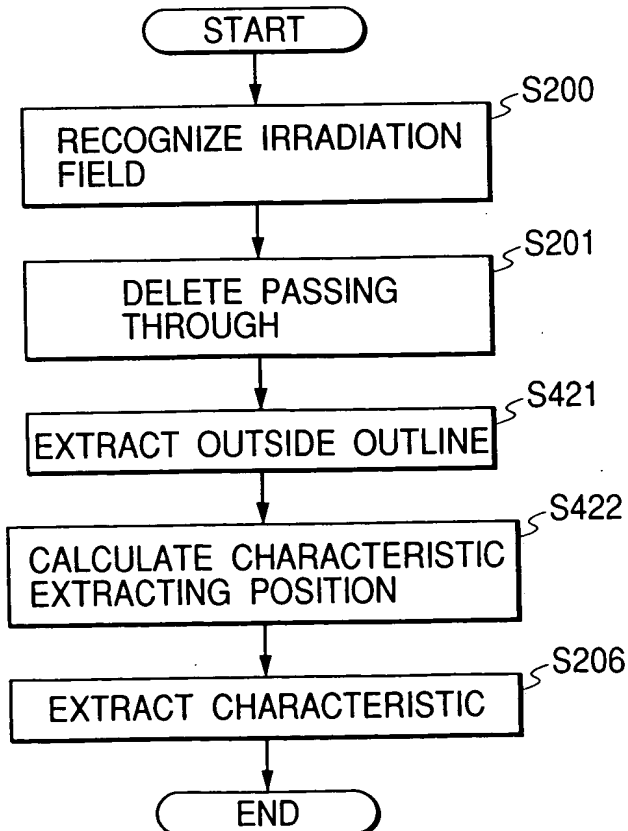 START
S200
RECOGNIZE IRRADIATION
FIELD
S201
DELETE PASSING
THROUGH
S421
EXTRACT OUTSIDE OUTLINE
S422
CALCULATE CHARACTERISTIC
EXTRACTING POSITION
S206
EXTRACT CHARACTERISTIC
END